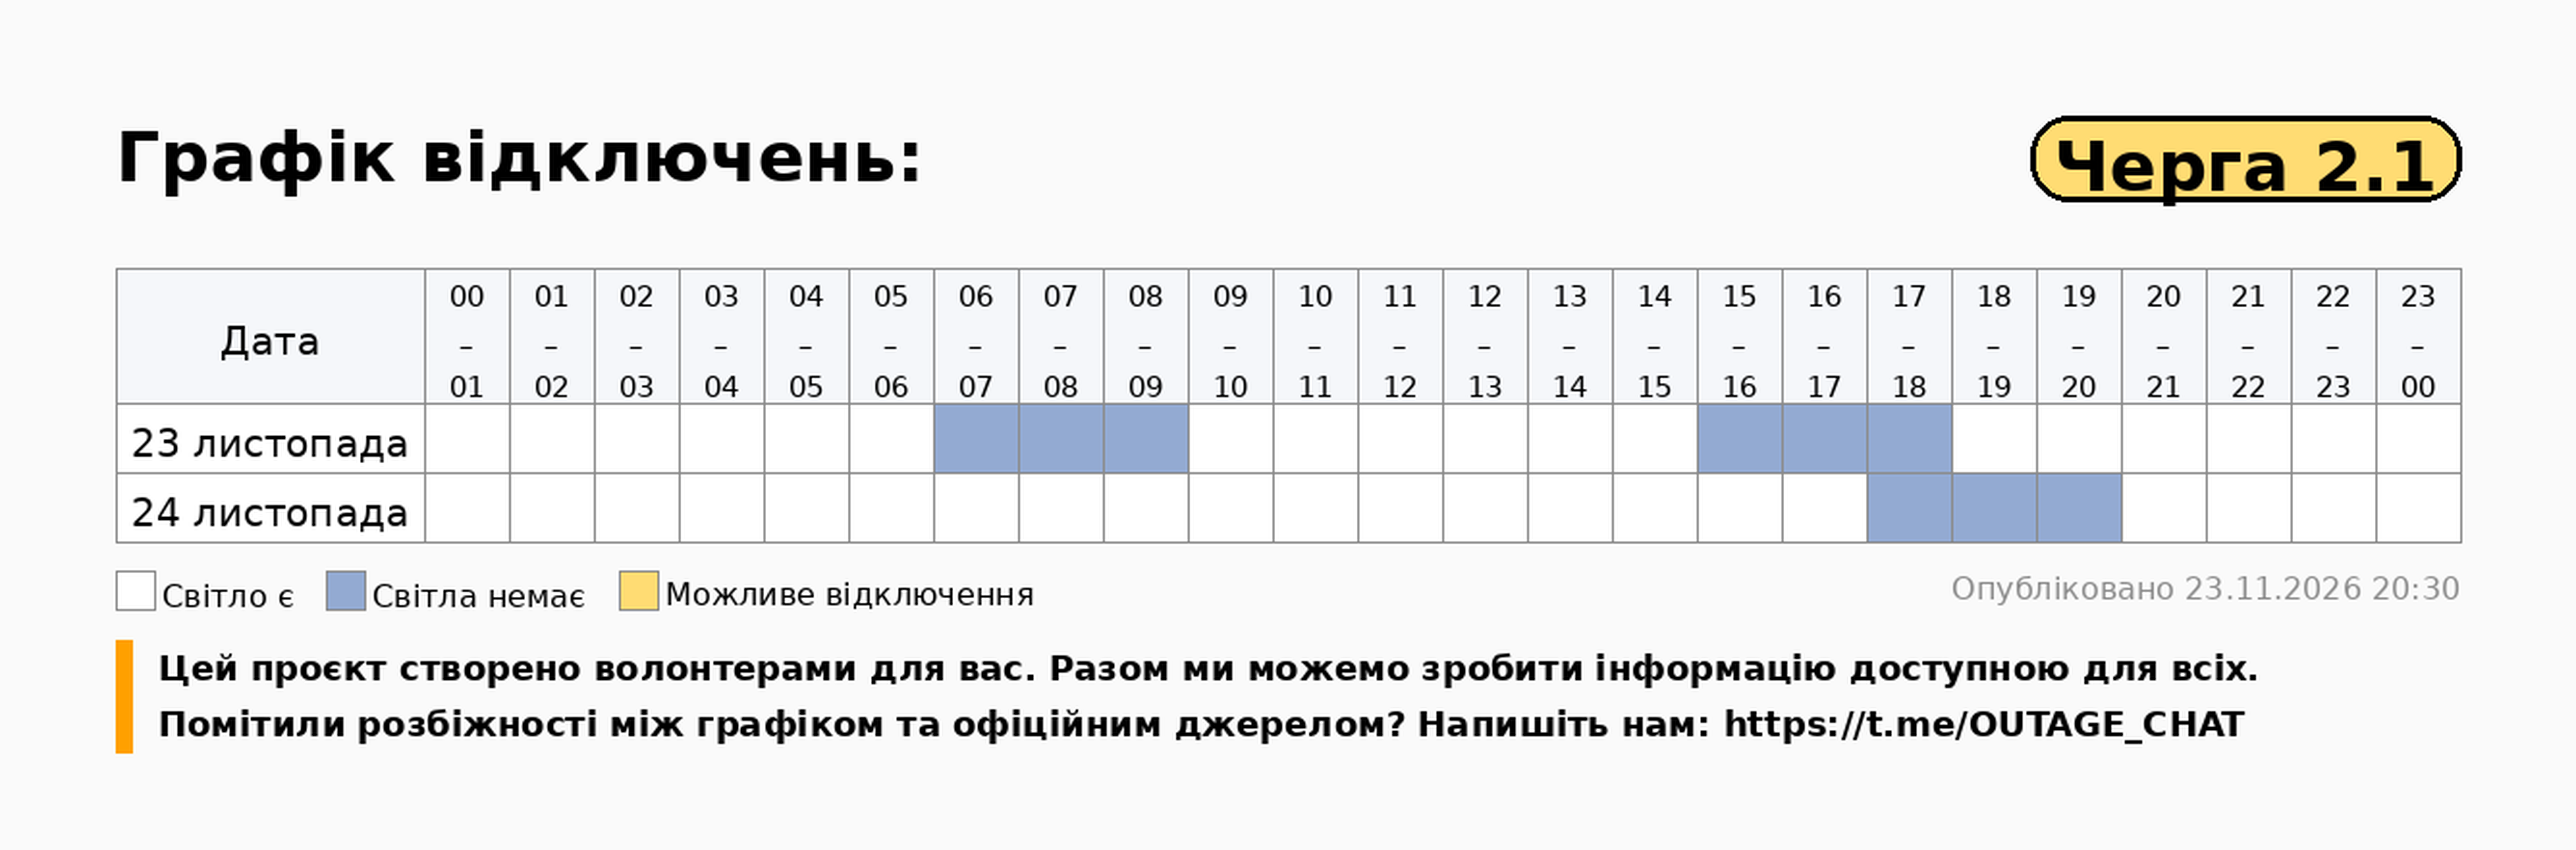 Графік відключень:
Черга 2.1
Дата
00 – 01
01 – 02
02 – 03
03 – 04
04 – 05
05 – 06
06 – 07
07 – 08
08 – 09
09 – 10
10 – 11
11 – 12
12 – 13
13 – 14
14 – 15
15 – 16
16 – 17
17 – 18
18 – 19
19 – 20
20 – 21
21 – 22
22 – 23
23 – 00
23 листопада
24 листопада
Світло є
Світла немає
Можливе відключення
Опубліковано 23.11.2026 20:30
Цей проєкт створено волонтерами для вас. Разом ми можемо зробити інформацію доступною для всіх.
Помітили розбіжності між графіком та офіційним джерелом? Напишіть нам: https://t.me/OUTAGE_CHAT